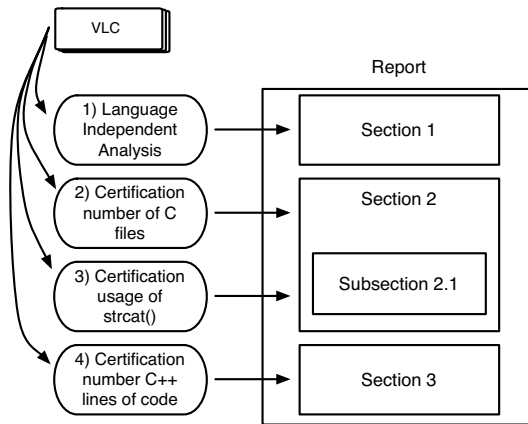 VLC
Report
1) Language
Independent
Analysis
Section 1
2) Certification
number of C
files
Section 2
3) Certification
usage of
strcat()
Subsection 2.1
4) Certification
number C++
lines of code
Section 3